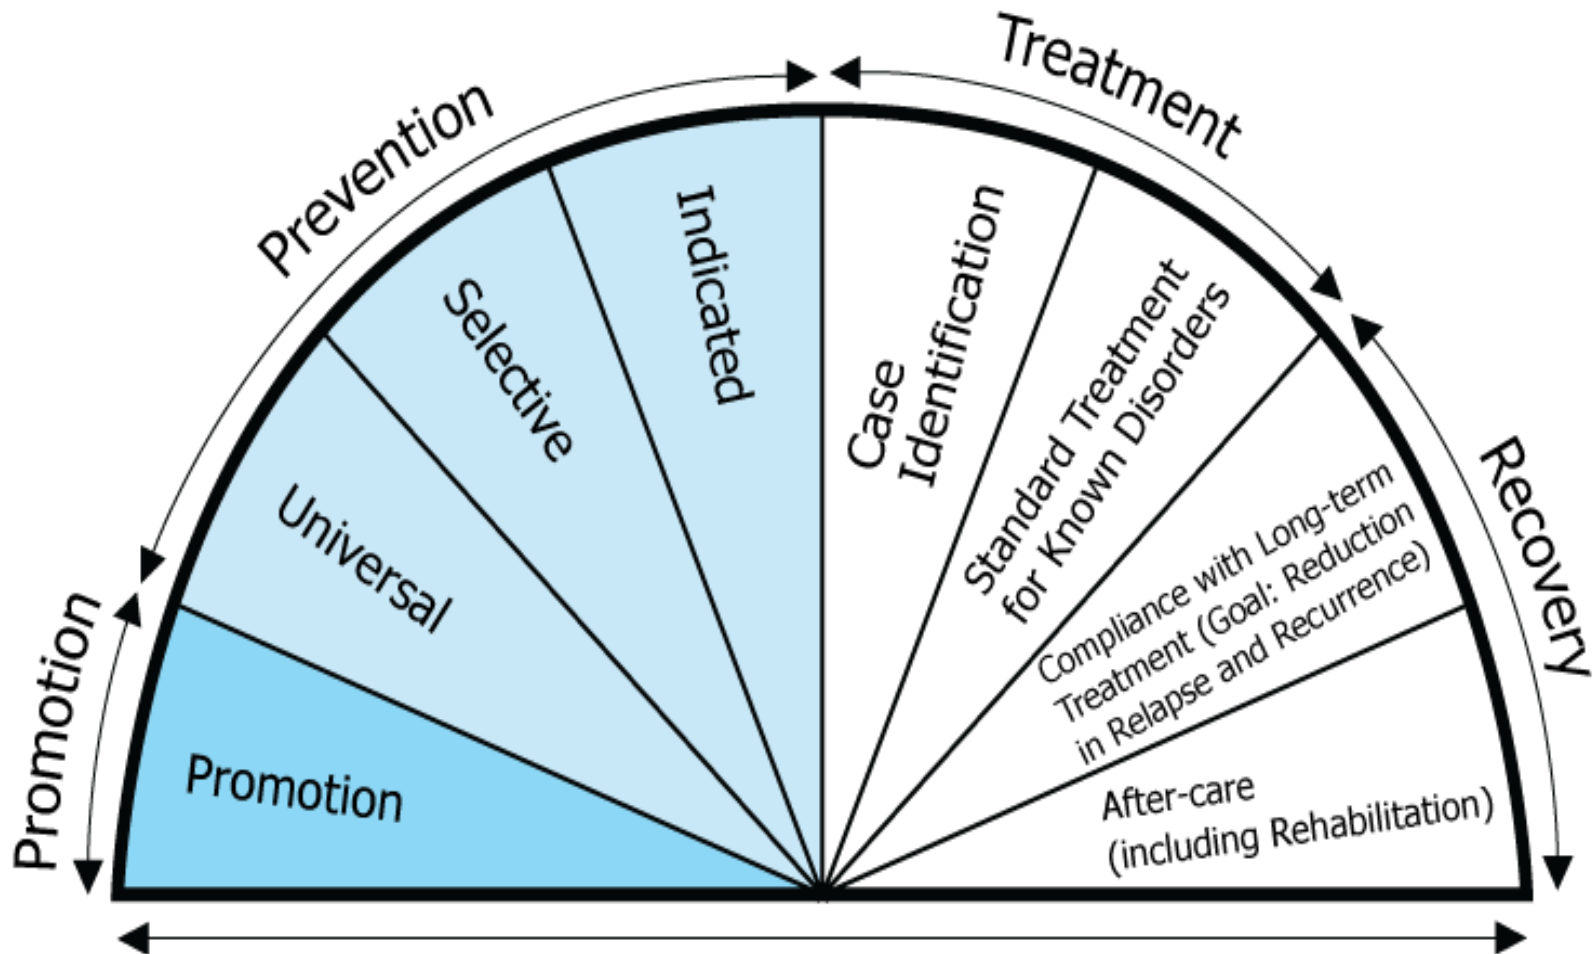 Promotion
Prevention
Treatment
Recovery
Promotion
Universal
Selective
Indicated
Case
Identification
Standard Treatment
for Known Disorders
Compliance with Long-term
Treatment (Goal: Reduction
in Relapse and Recurrence)
After-care
(including Rehabilitation)